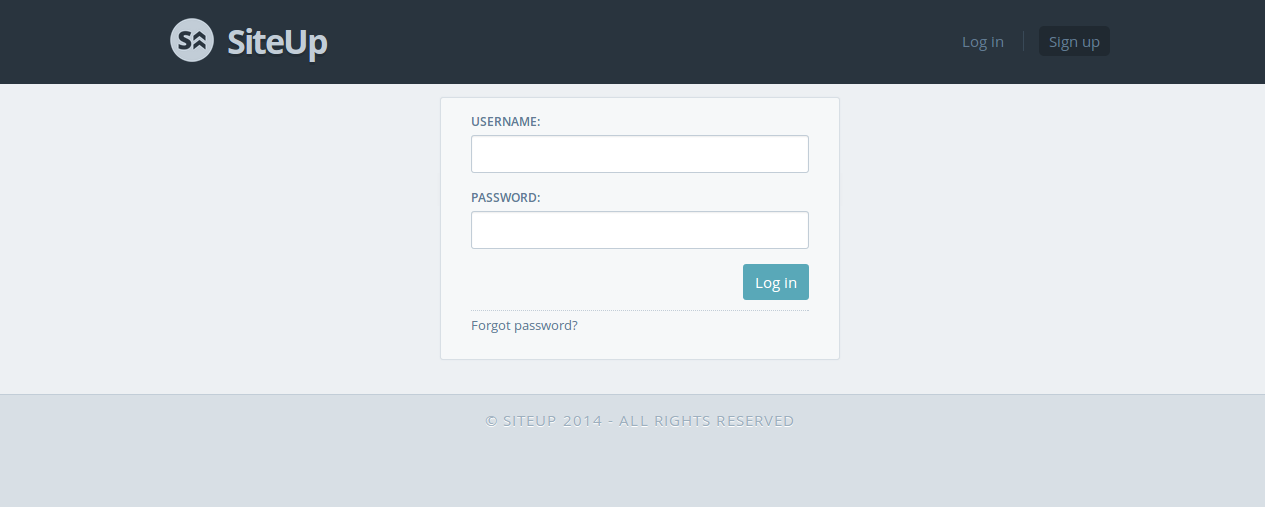 S
SiteUp
Log in
Sign up
USERNAME:
PASSWORD:
Log in
Forgot password?
© SITEUP 2014 - ALL RIGHTS RESERVED